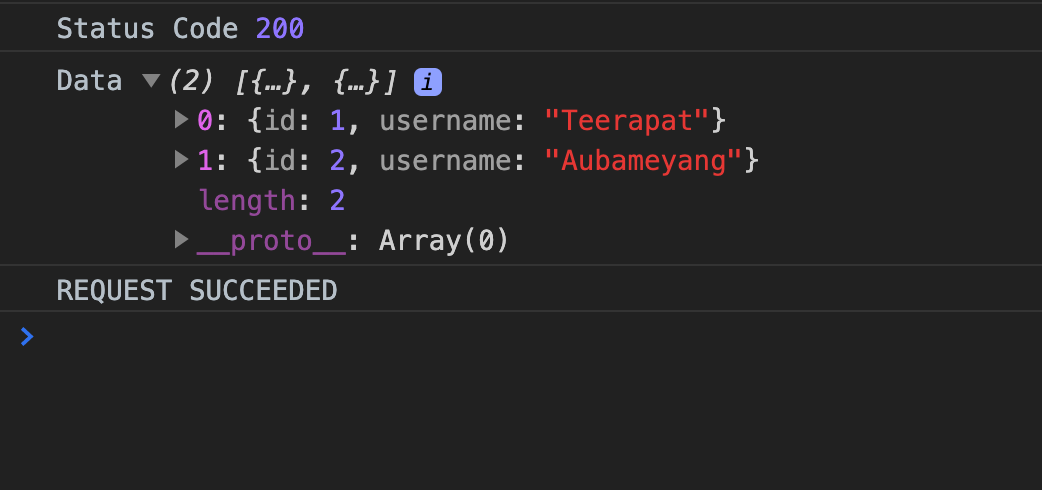 Status Code 200
Data ▼(2) [{…}, {…}] i
▶0: {id: 1, username: "Teerapat"}
▶1: {id: 2, username: "Aubameyang"}
length: 2
▶__proto__: Array(0)
REQUEST SUCCEEDED
>